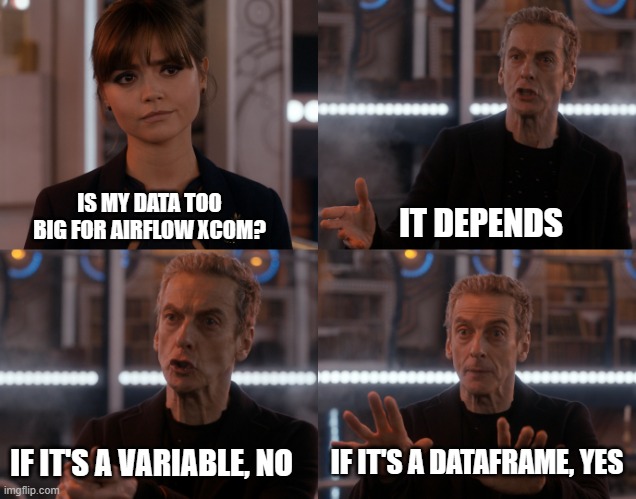 IS MY DATA TOO
BIG FOR AIRFLOW XCOM?
IT DEPENDS
IF IT'S A VARIABLE, NO
IF IT'S A DATAFRAME, YES
imgflip.com